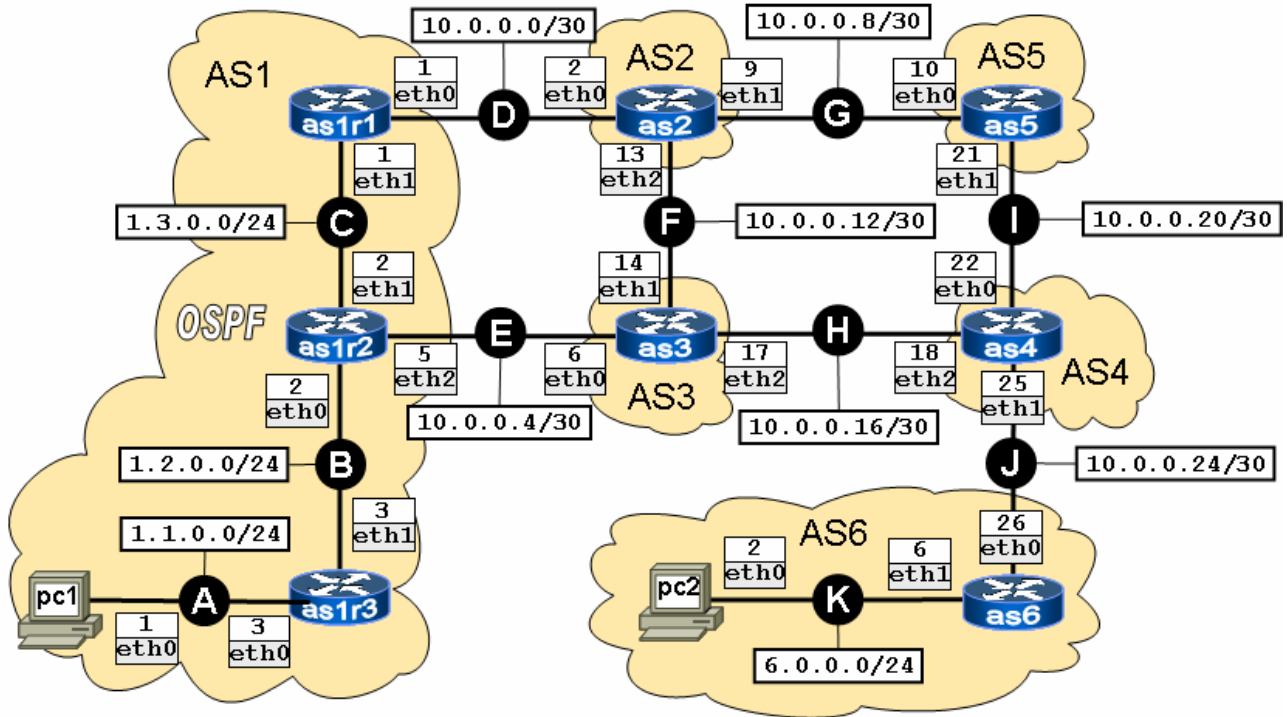 10.0.0.0/30
10.0.0.8/30
AS1
AS2
AS5
1
eth0
2
eth0
9
eth1
10
eth0
as1r1
D
as2
G
as5
1
eth1
13
eth2
21
eth1
1.3.0.0/24
C
F
10.0.0.12/30
I
10.0.0.20/30
2
eth1
14
eth1
22
eth0
OSPF
as1r2
E
as3
H
as4
5
eth2
6
eth0
17
eth2
18
eth2
2
eth0
AS3
25
eth1
AS4
10.0.0.4/30
10.0.0.16/30
1.2.0.0/24
B
J
10.0.0.24/30
1.1.0.0/24
3
eth1
AS6
26
eth0
2
eth0
6
eth1
pc1
A
as1r3
pc2
K
as6
1
eth0
3
eth0
6.0.0.0/24